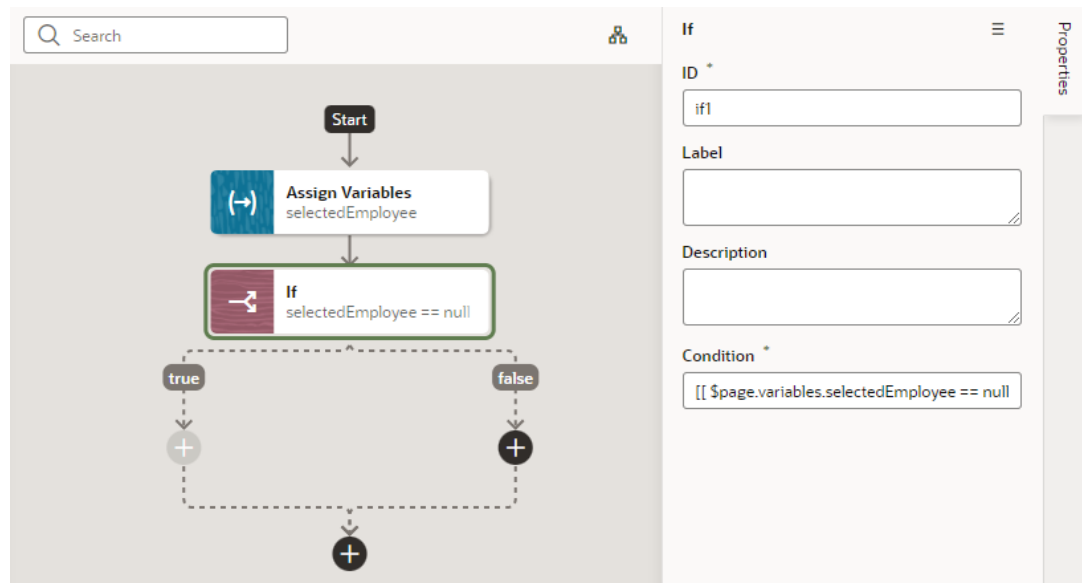 Search
Start
Assign Variables
selectedEmployee
If
selectedEmployee == null
true
false
If
ID *
if1
Label
Description
Condition *
[[ $page.variables.selectedEmployee == null
Properties